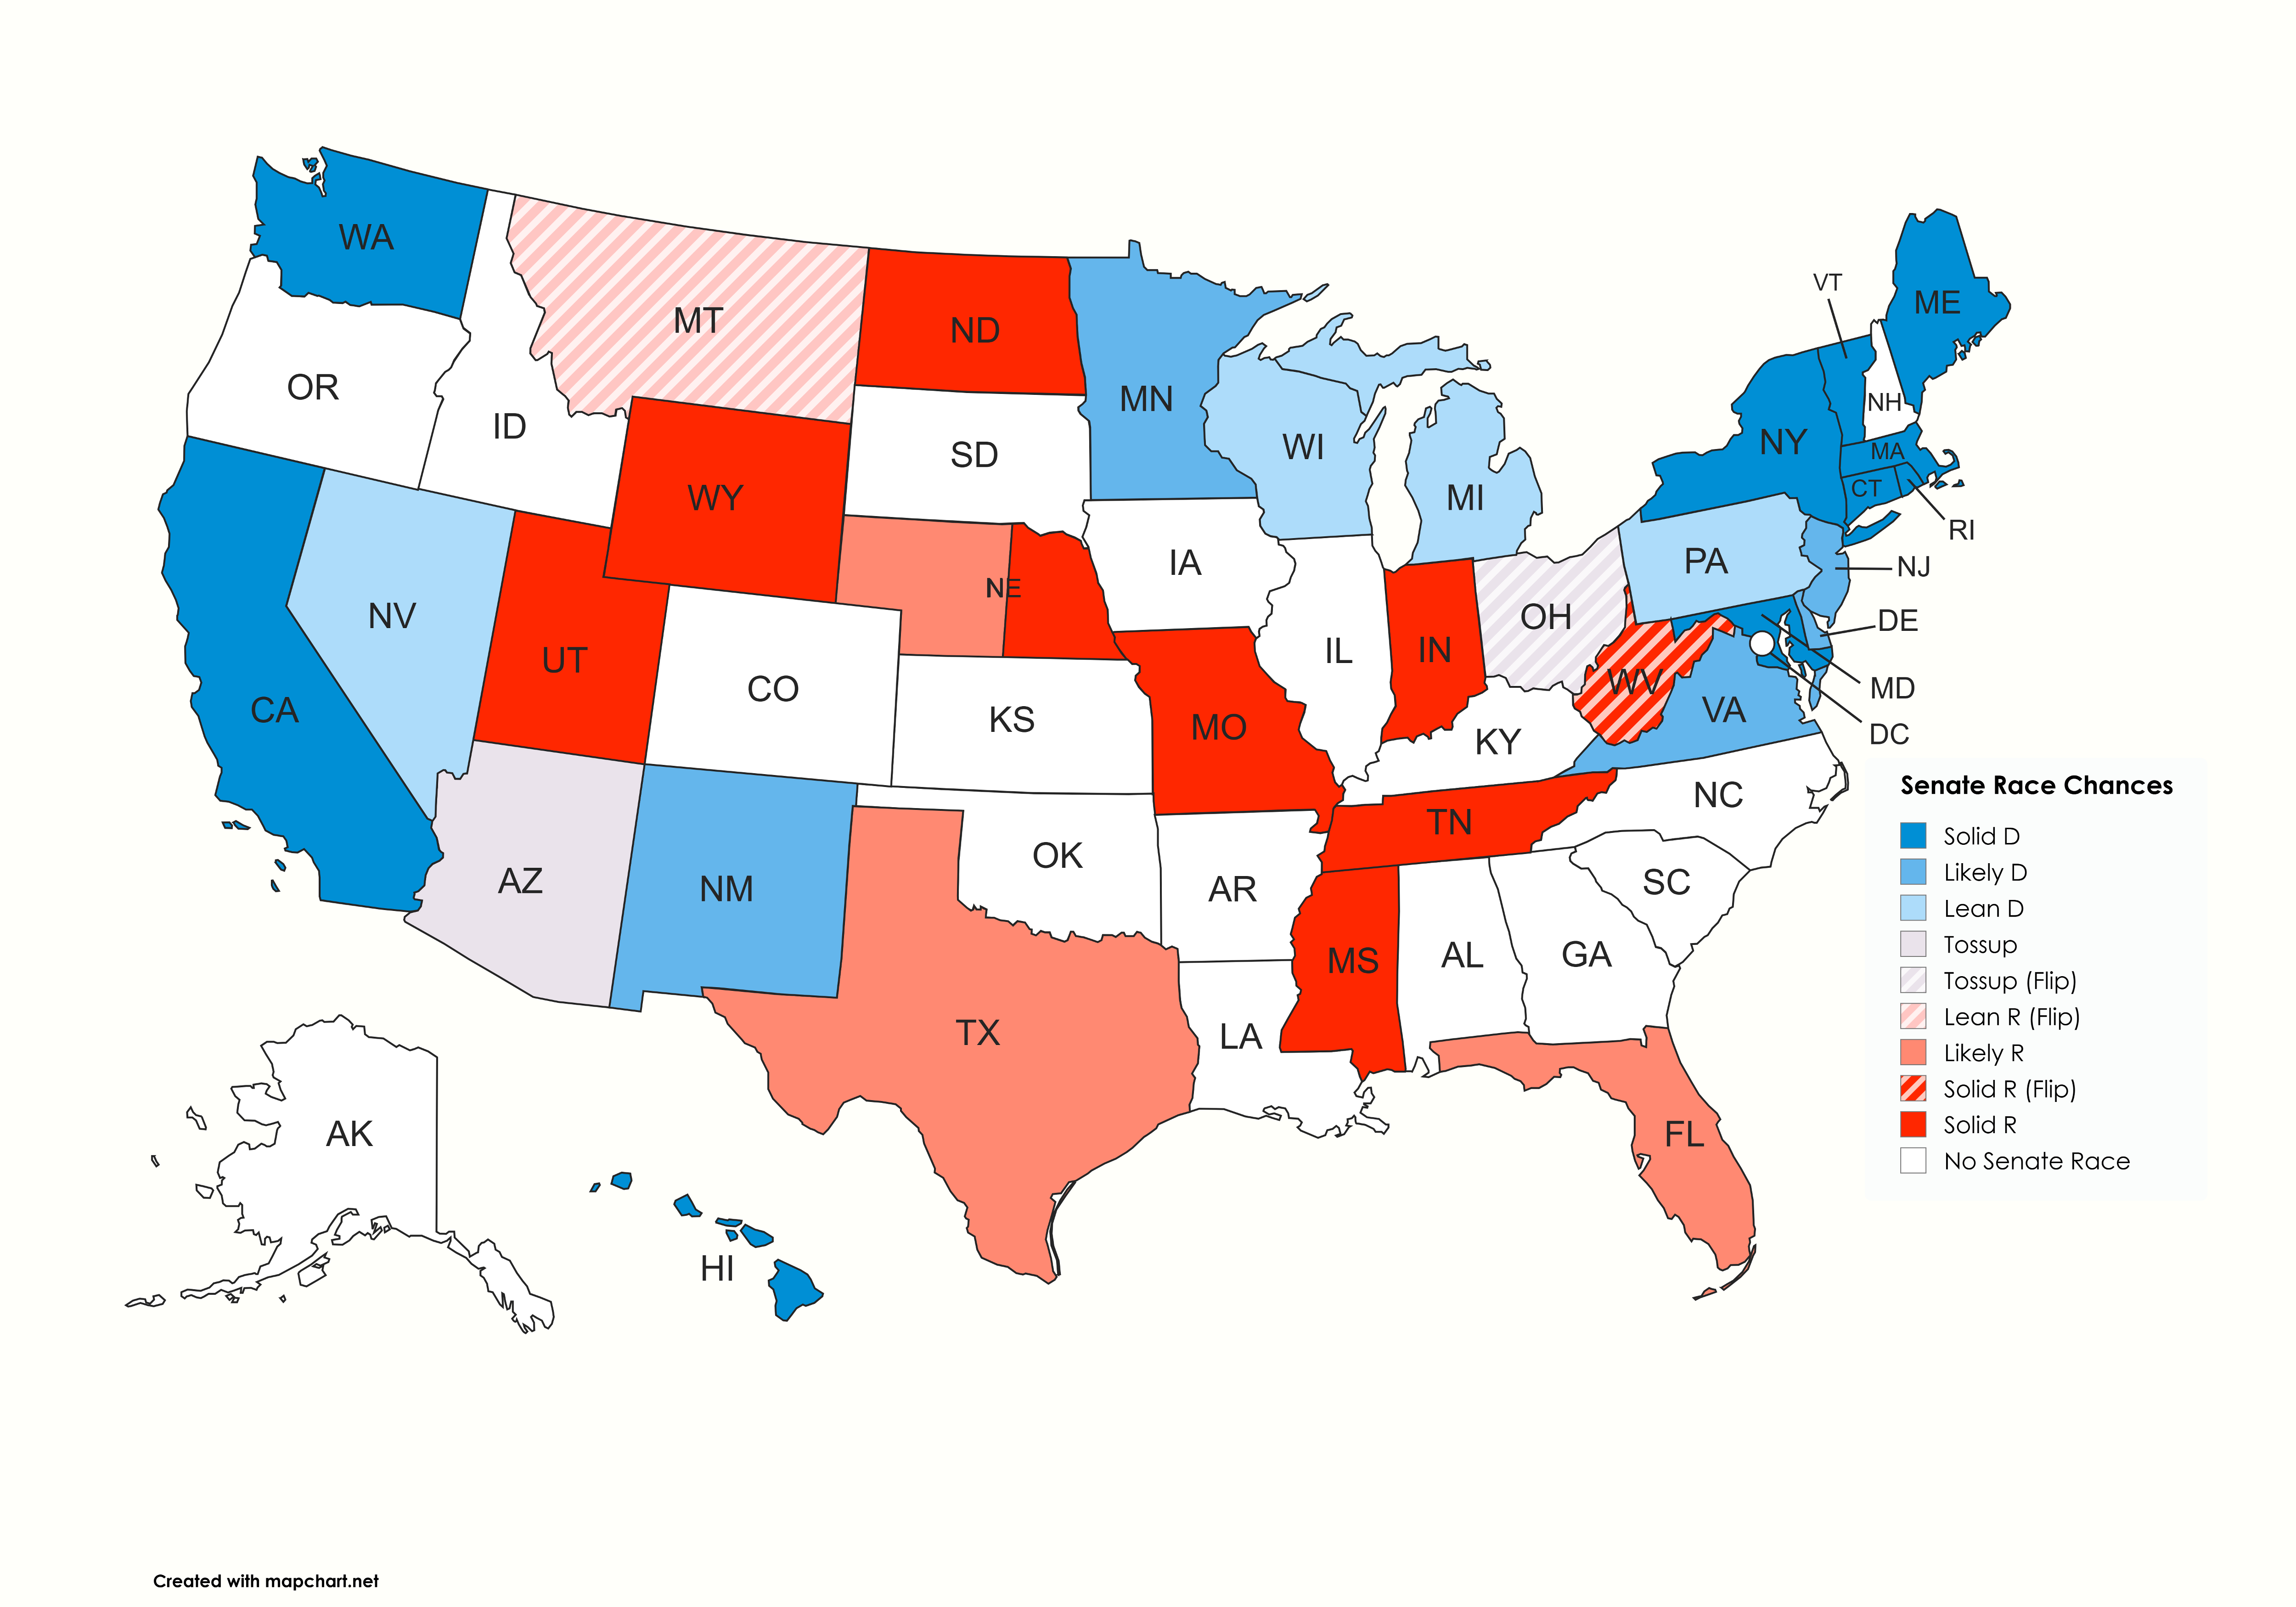 WA
OR
CA
NV
ID
MT
WY
UT
AZ
CO
NM
ND
SD
NE
KS
OK
TX
MN
IA
MO
AR
LA
WI
IL
MI
IN
OH
KY
TN
MS
AL
GA
FL
SC
NC
VA
WV
PA
NY
VT
NH
ME
MA
CT
RI
NJ
DE
MD
DC
AK
HI
Senate Race Chances
Solid D
Likely D
Lean D
Tossup
Tossup (Flip)
Lean R (Flip)
Likely R
Solid R (Flip)
Solid R
No Senate Race
Created with mapchart.net